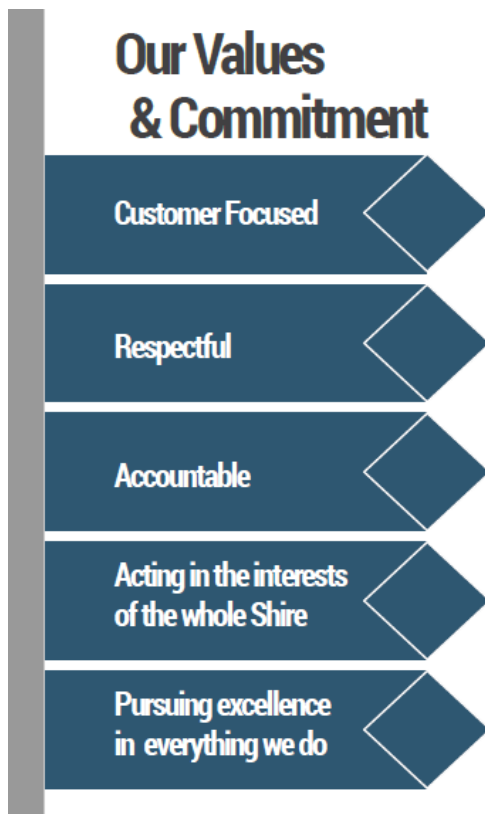 Our Values
& Commitment
Customer Focused
Respectful
Accountable
Acting in the interests
of the whole Shire
Pursuing excellence
in everything we do